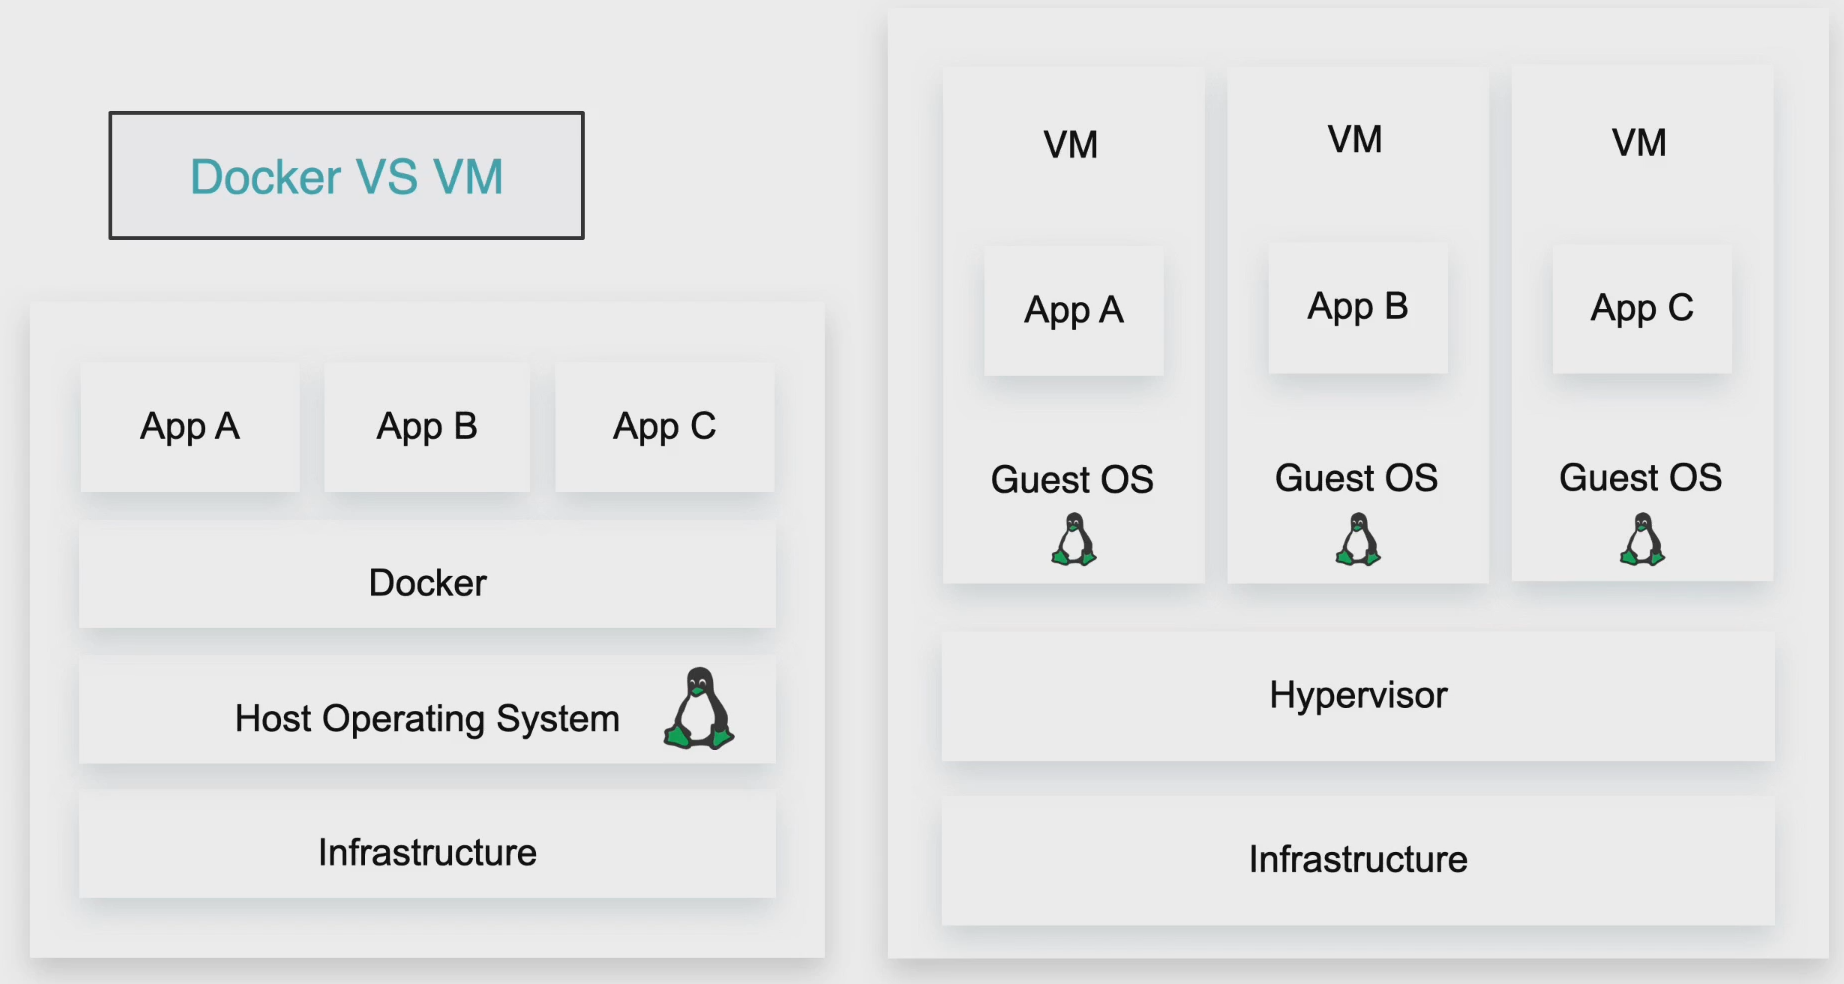 Docker VS VM
App A
App B
App C
Docker
Host Operating System
Infrastructure
VM
VM
VM
App A
App B
App C
Guest OS
Guest OS
Guest OS
Hypervisor
Infrastructure